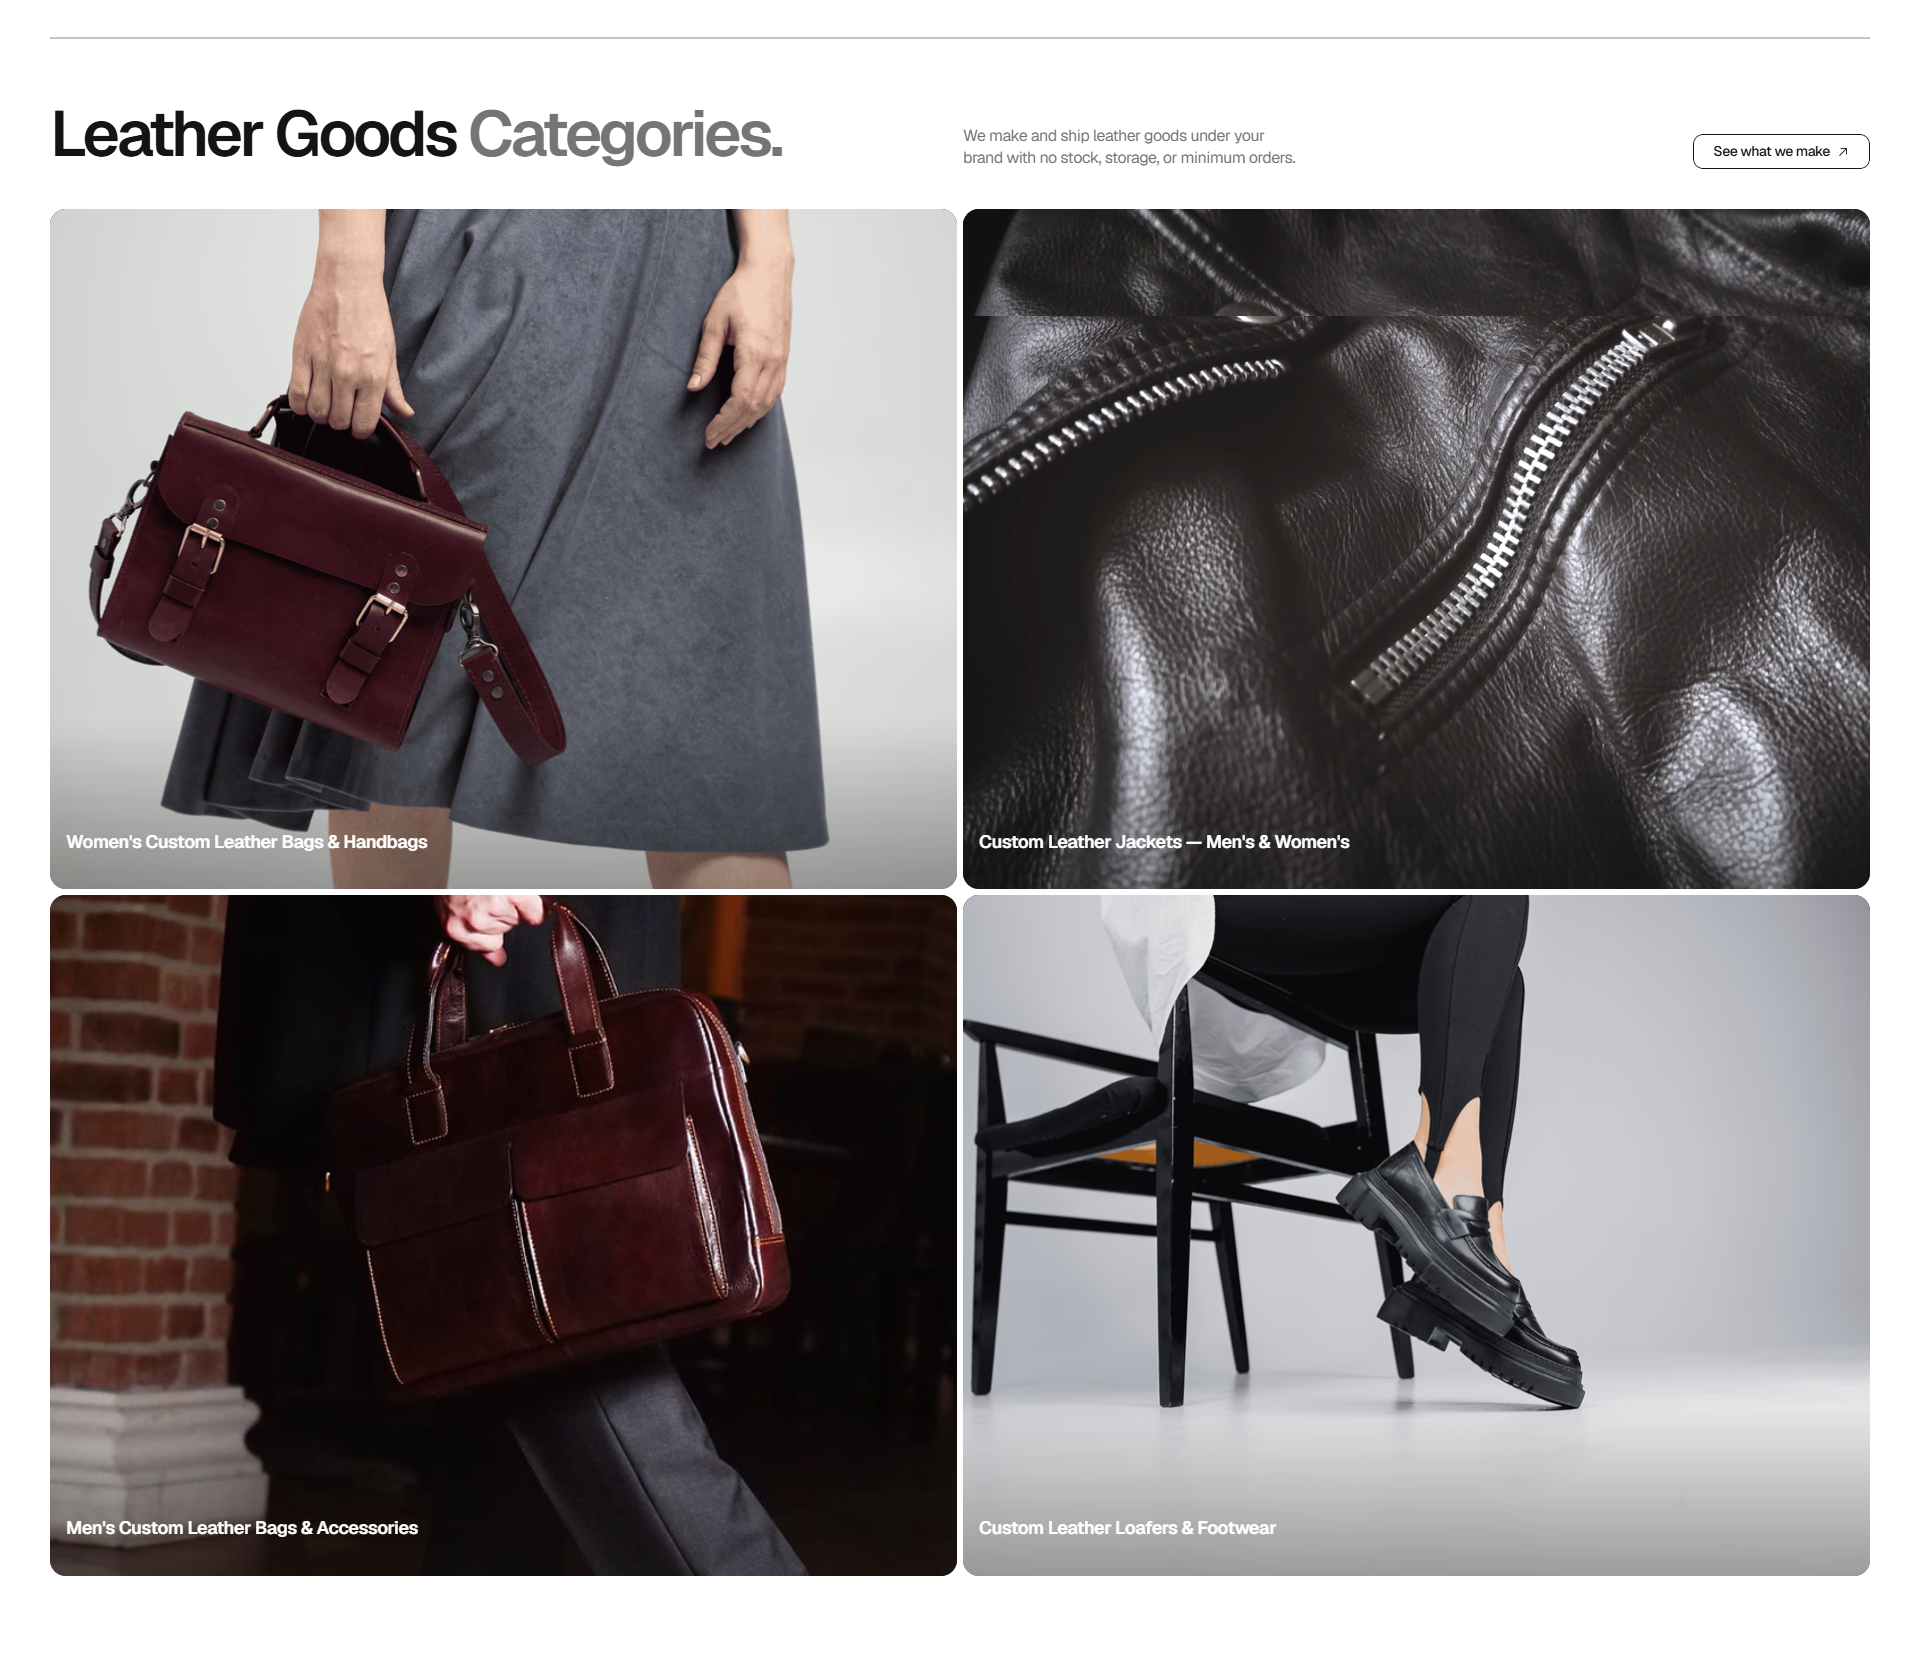 Leather Goods Categories.
We make and ship leather goods under your
brand with no stock, storage, or minimum orders.
See what we make ↗
Women's Custom Leather Bags & Handbags
Custom Leather Jackets — Men's & Women's
Men's Custom Leather Bags & Accessories
Custom Leather Loafers & Footwear